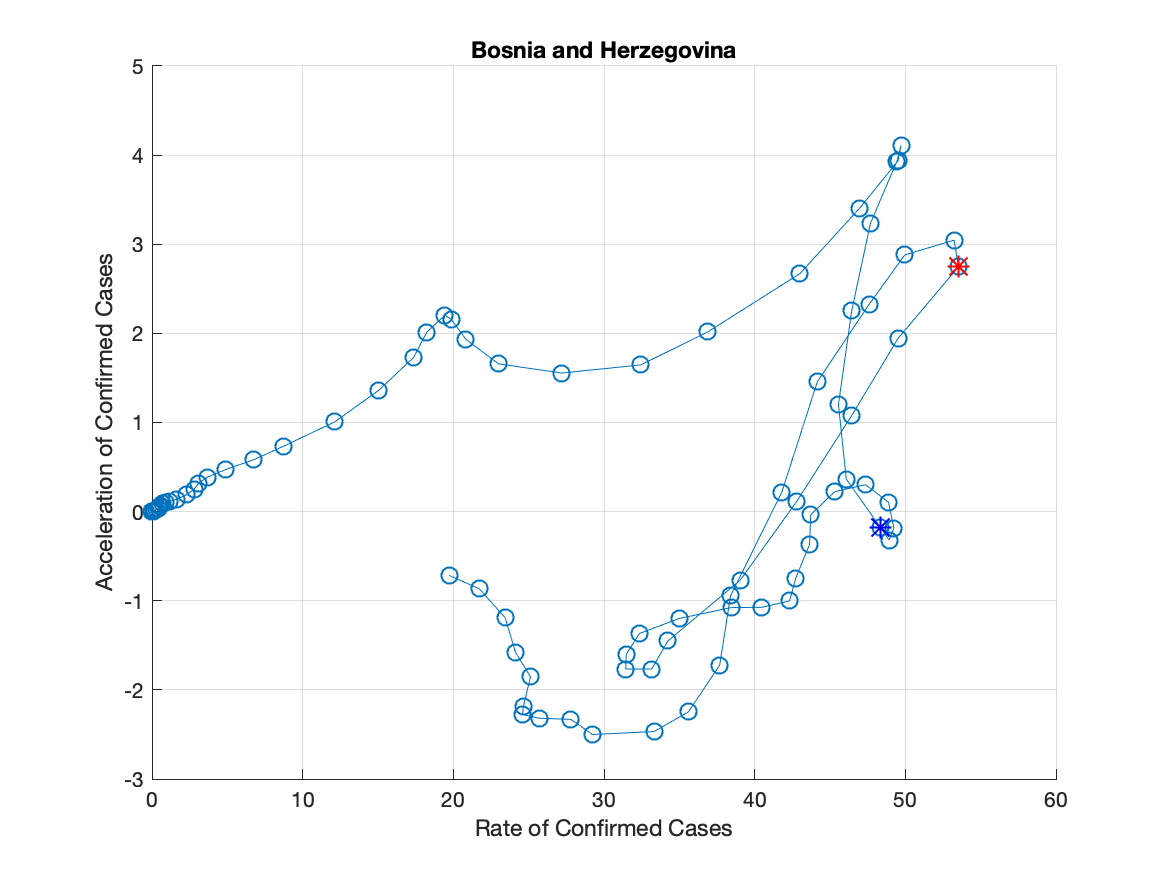 Bosnia and Herzegovina
5
4
3
2
1
0
-1
-2
-3
Acceleration of Confirmed Cases
0 10 20 30 40 50 60
Rate of Confirmed Cases